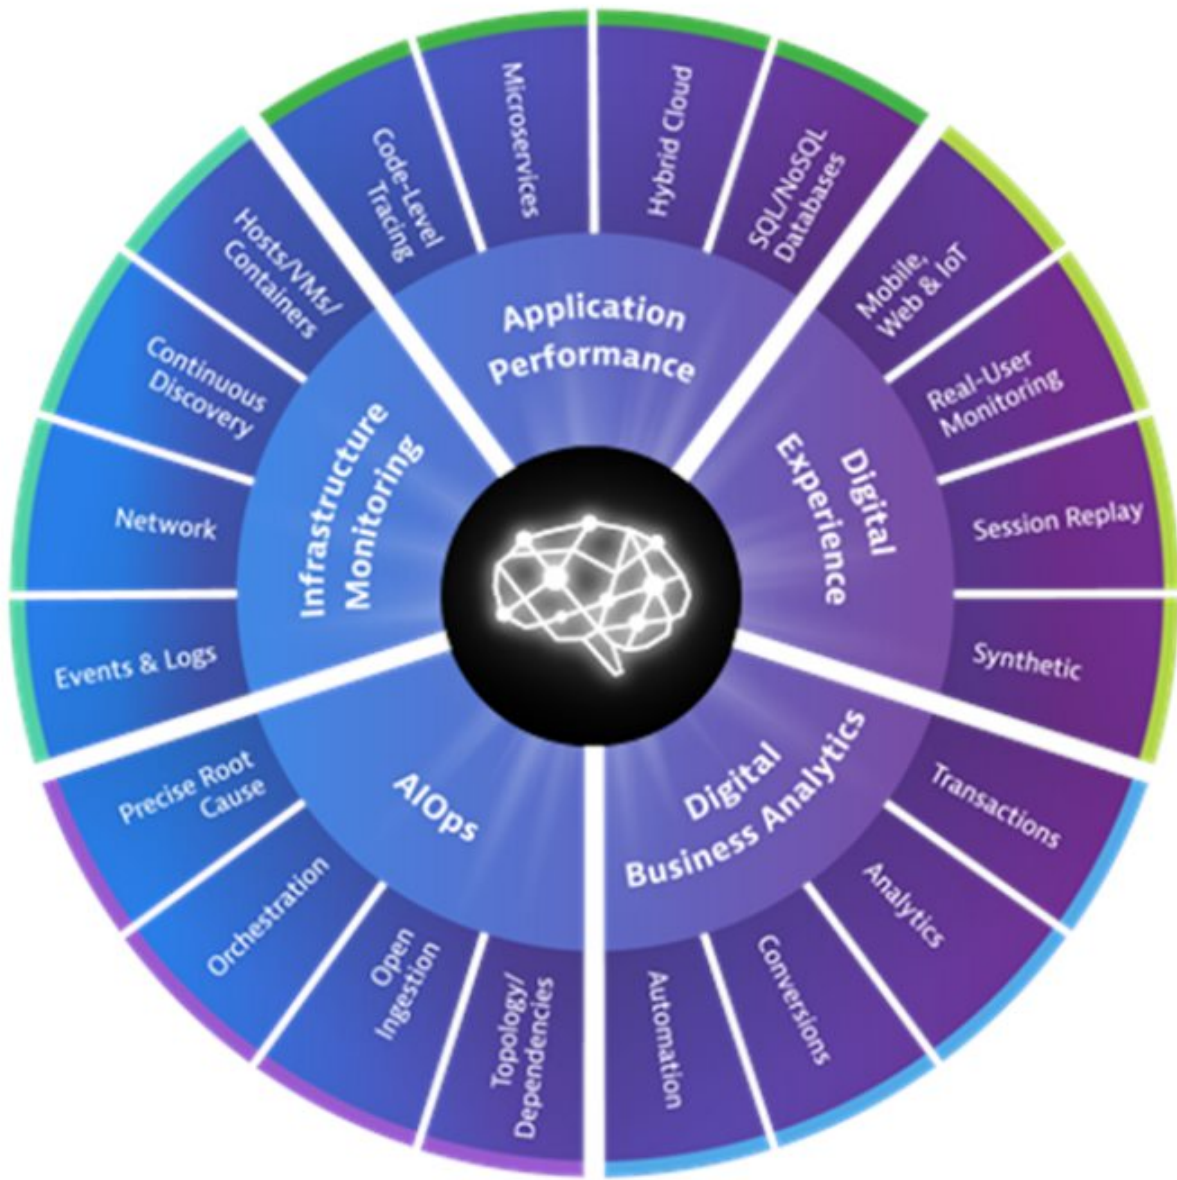 Application
Performance
Code-Level
Tracing
Microservices
Hybrid Cloud
SQL/NoSQL
Databases
Digital
Experience
Mobile,
Web & IoT
Real-User
Monitoring
Session Replay
Synthetic
Digital
Business Analytics
Transactions
Analytics
Conversions
Automation
AIOps
Topology/
Dependencies
Open
Ingestion
Orchestration
Precise Root
Cause
Infrastructure
Monitoring
Events & Logs
Network
Continuous
Discovery
Hosts/VMs/
Containers